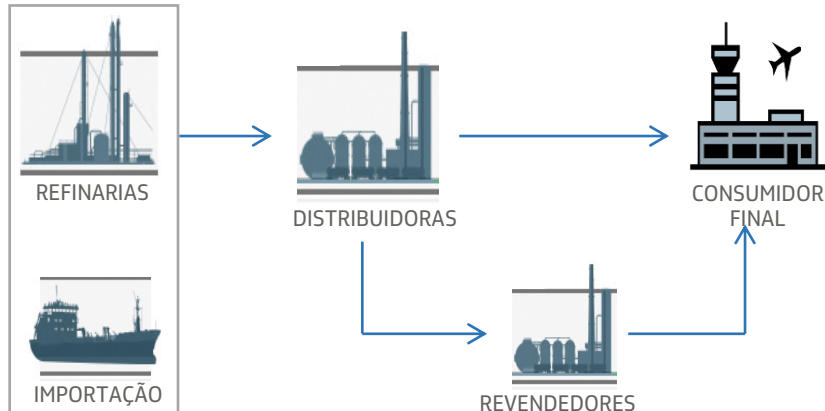 REFINARIAS
IMPORTAÇÃO
DISTRIBUIDORAS
REVENDEDORES
CONSUMIDOR
FINAL